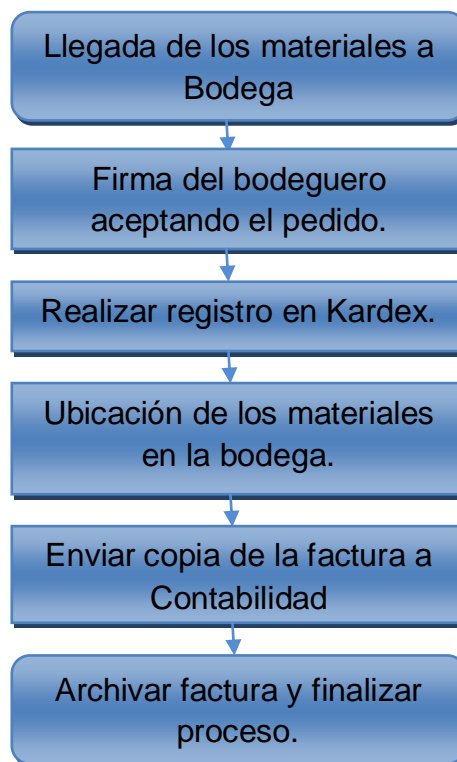 Llegada de los materiales a
Bodega
Firma del bodeguero
aceptando el pedido.
Realizar registro en Kardex.
Ubicación de los materiales
en la bodega.
Enviar copia de la factura a
Contabilidad
Archivar factura y finalizar
proceso.